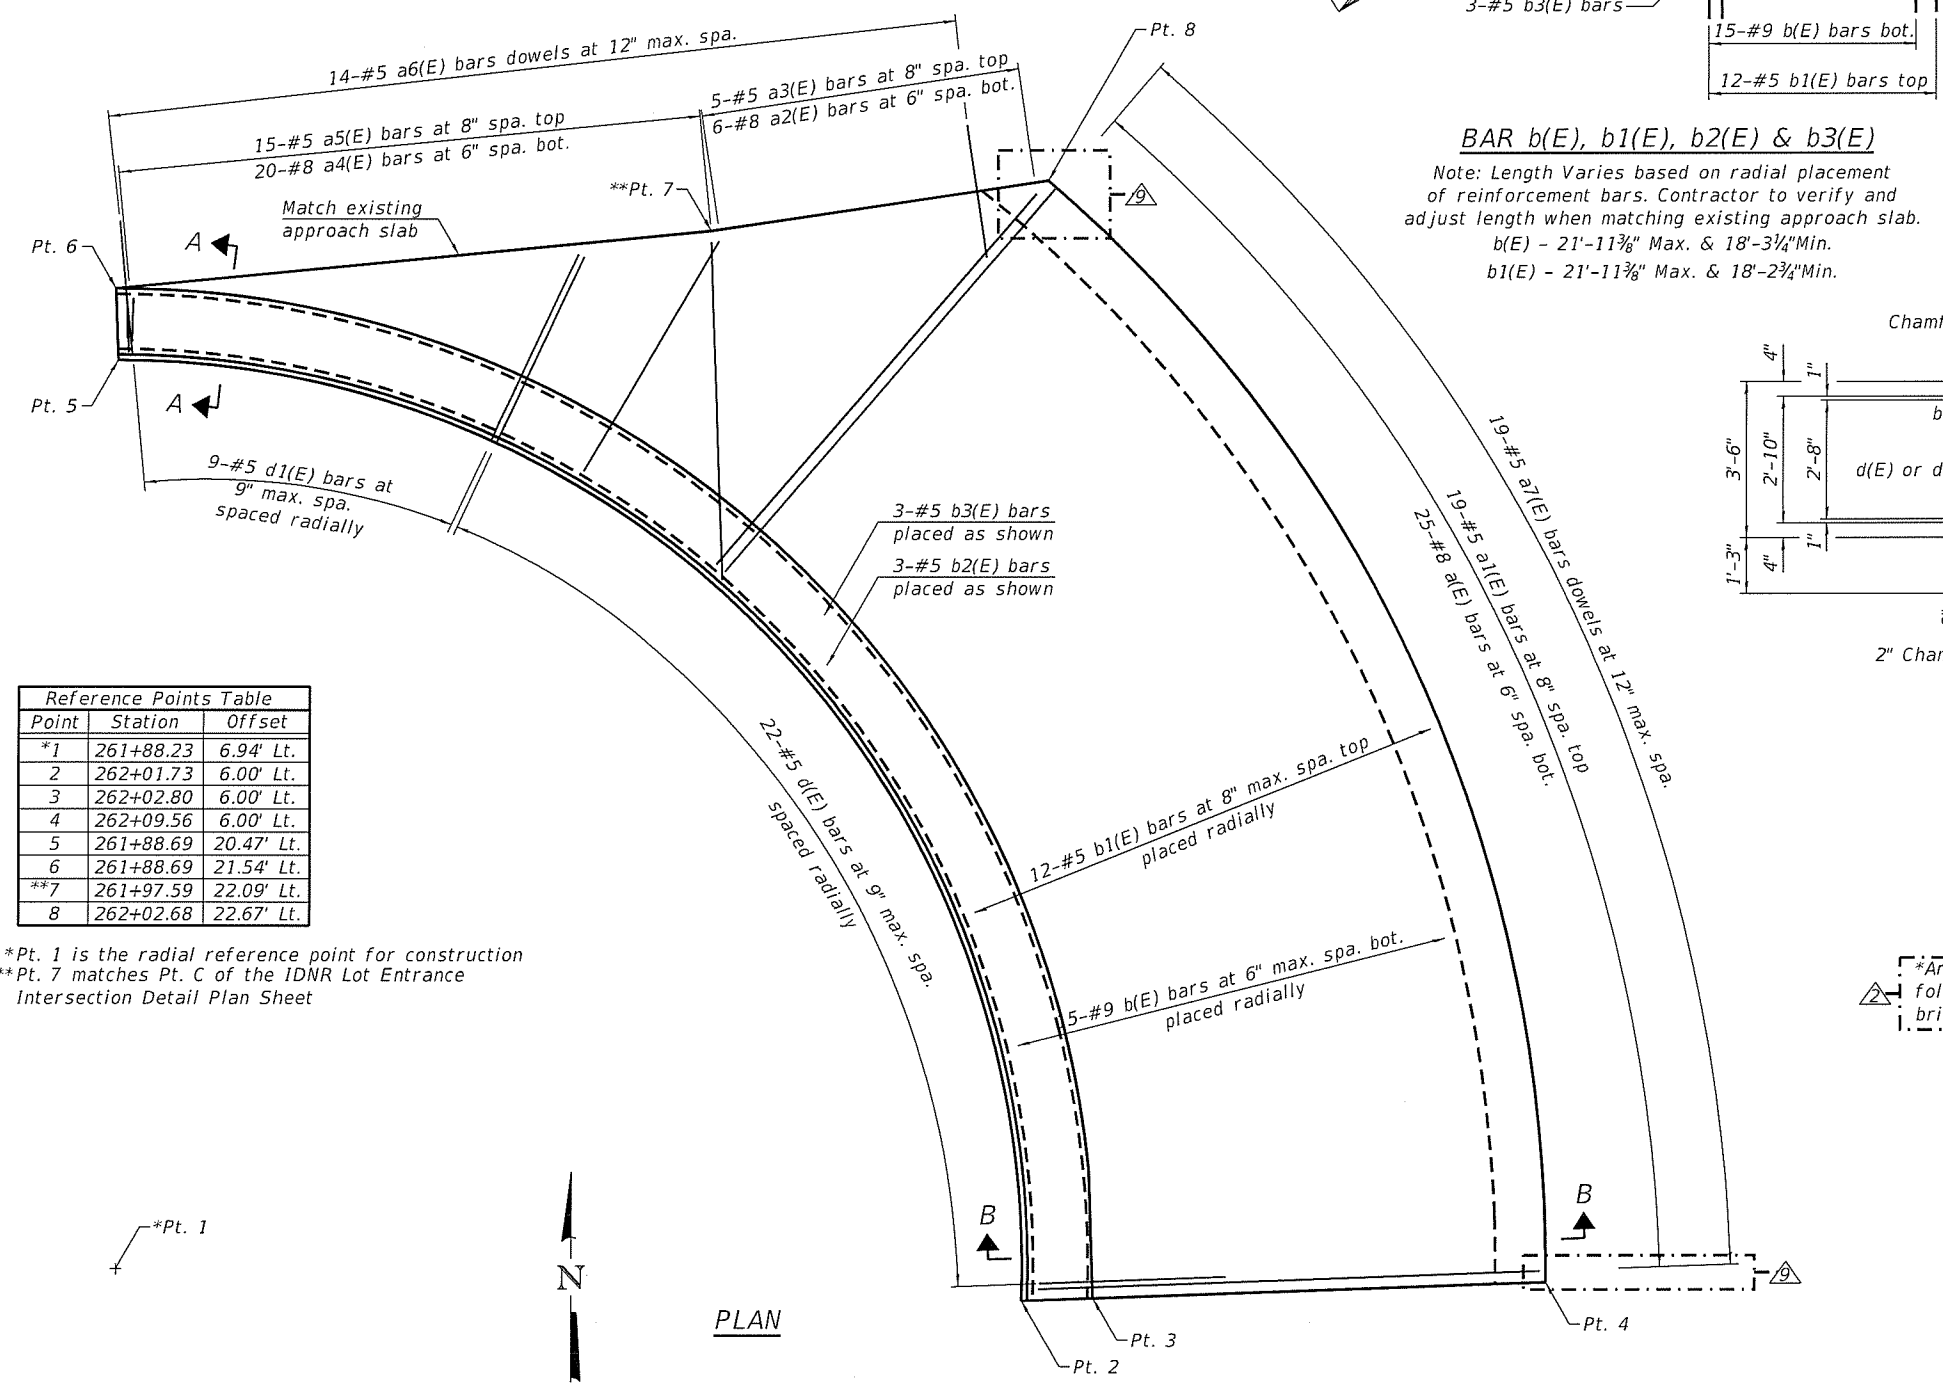 14-#5 a6(E) bars dowels at 12" max. spa.
5-#5 a3(E) bars at 8" spa. top
6-#8 a2(E) bars at 6" spa. bot.
15-#5 a5(E) bars at 8" spa. top
20-#8 a4(E) bars at 6" spa. bot.
Pt. 8
3-#5 b3(E) bars
15-#9 b(E) bars bot.
12-#5 b1(E) bars top
BAR b(E), b1(E), b2(E) & b3(E)
Note: Length Varies based on radial placement
of reinforcement bars. Contractor to verify and
adjust length when matching existing approach slab.
b(E) - 21'-11⅜" Max. & 18'-3¼"Min.
b1(E) - 21'-11⅜" Max. & 18'-2¾"Min.
**Pt. 7
9
Match existing
approach slab
Pt. 6
A
Pt. 5
A
9-#5 d1(E) bars at
9" max. spa.
spaced radially
3-#5 b3(E) bars
placed as shown
3-#5 b2(E) bars
placed as shown
22-#5 d(E) bars at 9" max. spa.
spaced radially
19-#5 a7(E) bars dowels at 12" max. spa.
19-#5 a1(E) bars at 8" spa. top
25-#8 a(E) bars at 6" spa. bot.
12-#5 b1(E) bars at 8" max. spa. top
placed radially
5-#9 b(E) bars at 6" max. spa. bot.
placed radially
Chamf
4"
1"
3'-6"
2'-10"
2'-8"
b
d(E) or d
1'-3"
4"
1"
2" Cham
Reference Points Table
Point Station Offset
*1 261+88.23 6.94' Lt.
2 262+01.73 6.00' Lt.
3 262+02.80 6.00' Lt.
4 262+09.56 6.00' Lt.
5 261+88.69 20.47' Lt.
6 261+88.69 21.54' Lt.
**7 261+97.59 22.09' Lt.
8 262+02.68 22.67' Lt.
*Pt. 1 is the radial reference point for construction
**Pt. 7 matches Pt. C of the IDNR Lot Entrance
Intersection Detail Plan Sheet
2
fol
bri
*Pt. 1
N
PLAN
B
B
9
Pt. 2
Pt. 3
Pt. 4